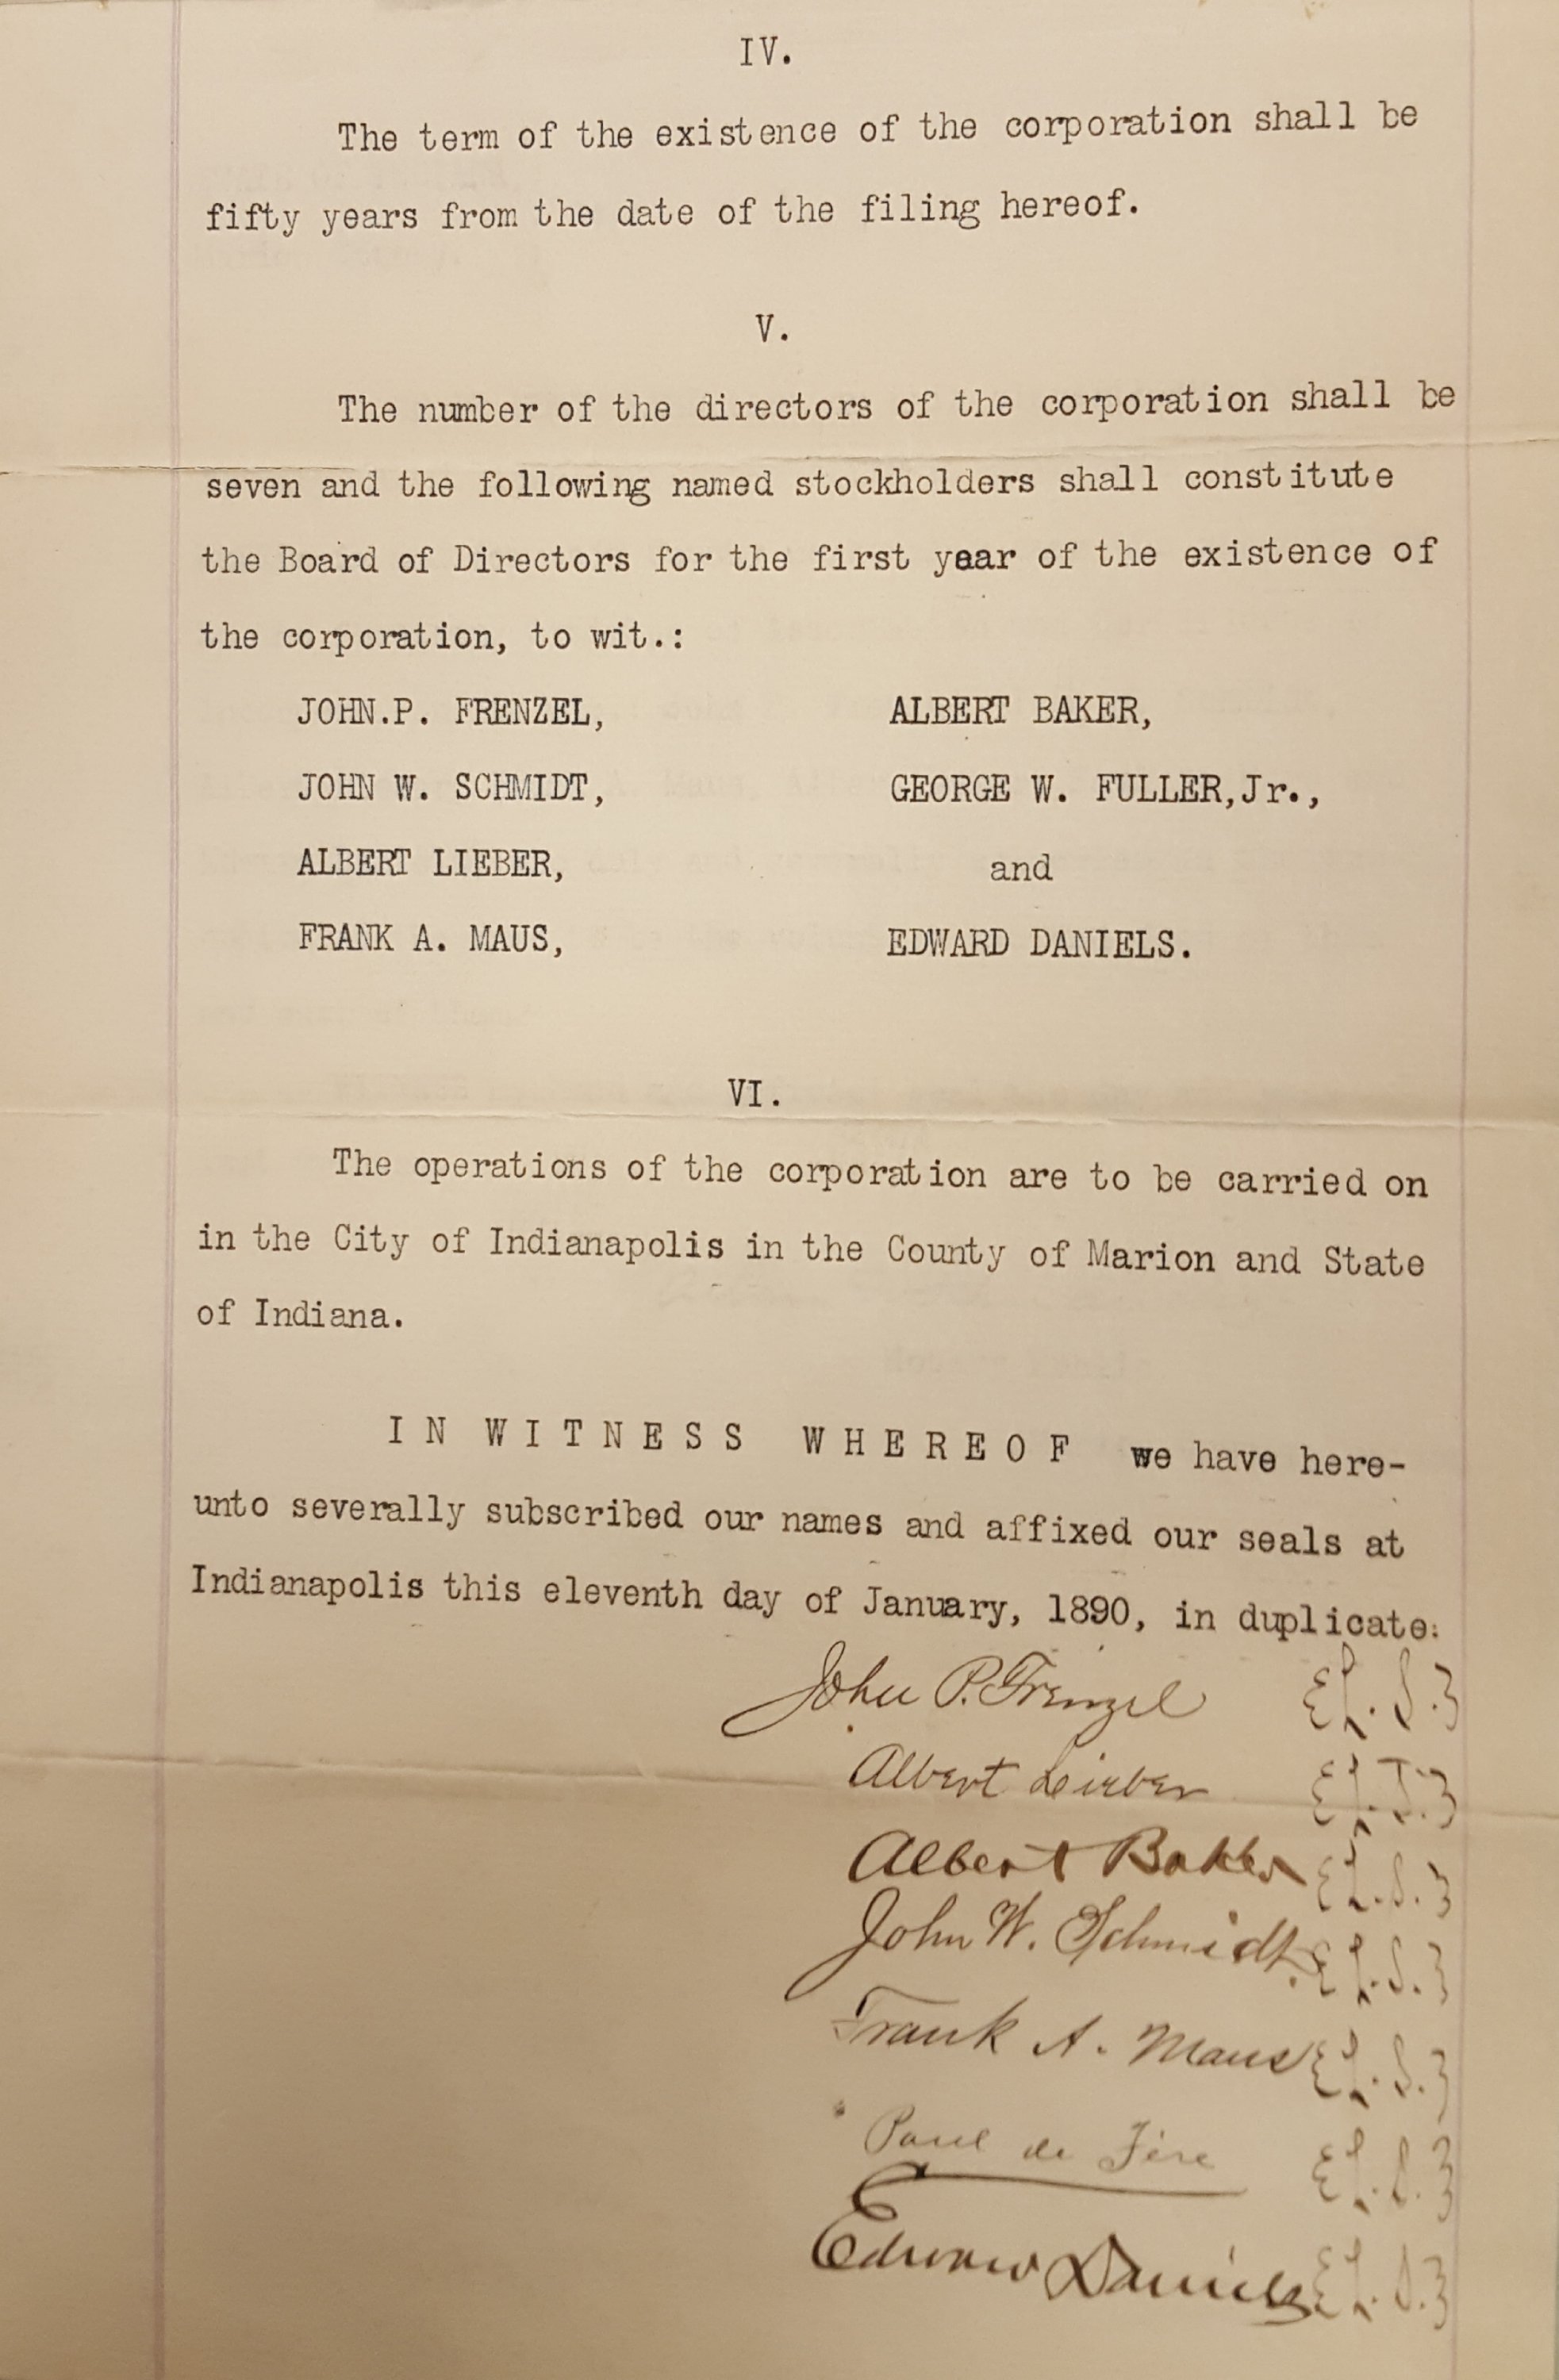 IV.
The term of the existence of the corporation shall be
fifty years from the date of the filing hereof.
V.
The number of the directors of the corporation shall be
seven and the following named stockholders shall constitute
the Board of Directors for the first yaar of the existence of
the corporation, to wit.:
JOHN.P. FRENZEL, ALBERT BAKER,
JOHN W. SCHMIDT, GEORGE W. FULLER,Jr.,
ALBERT LIEBER, and
FRANK A. MAUS, EDWARD DANIELS.
VI.
The operations of the corporation are to be carried on
in the City of Indianapolis in the County of Marion and State
of Indiana.
IN WITNESS WHEREOF we have here-
unto severally subscribed our names and affixed our seals at
Indianapolis this eleventh day of January, 1890, in duplicate.
John P. Frenzel {L.S.}
Albert Lieber {L.S.}
Albert Baker {L.S.}
John W. Schmidt. {L.S.}
Frank A. Maus {L.S.}
Paul de {L.S.}
Edward Daniels {L.S.}